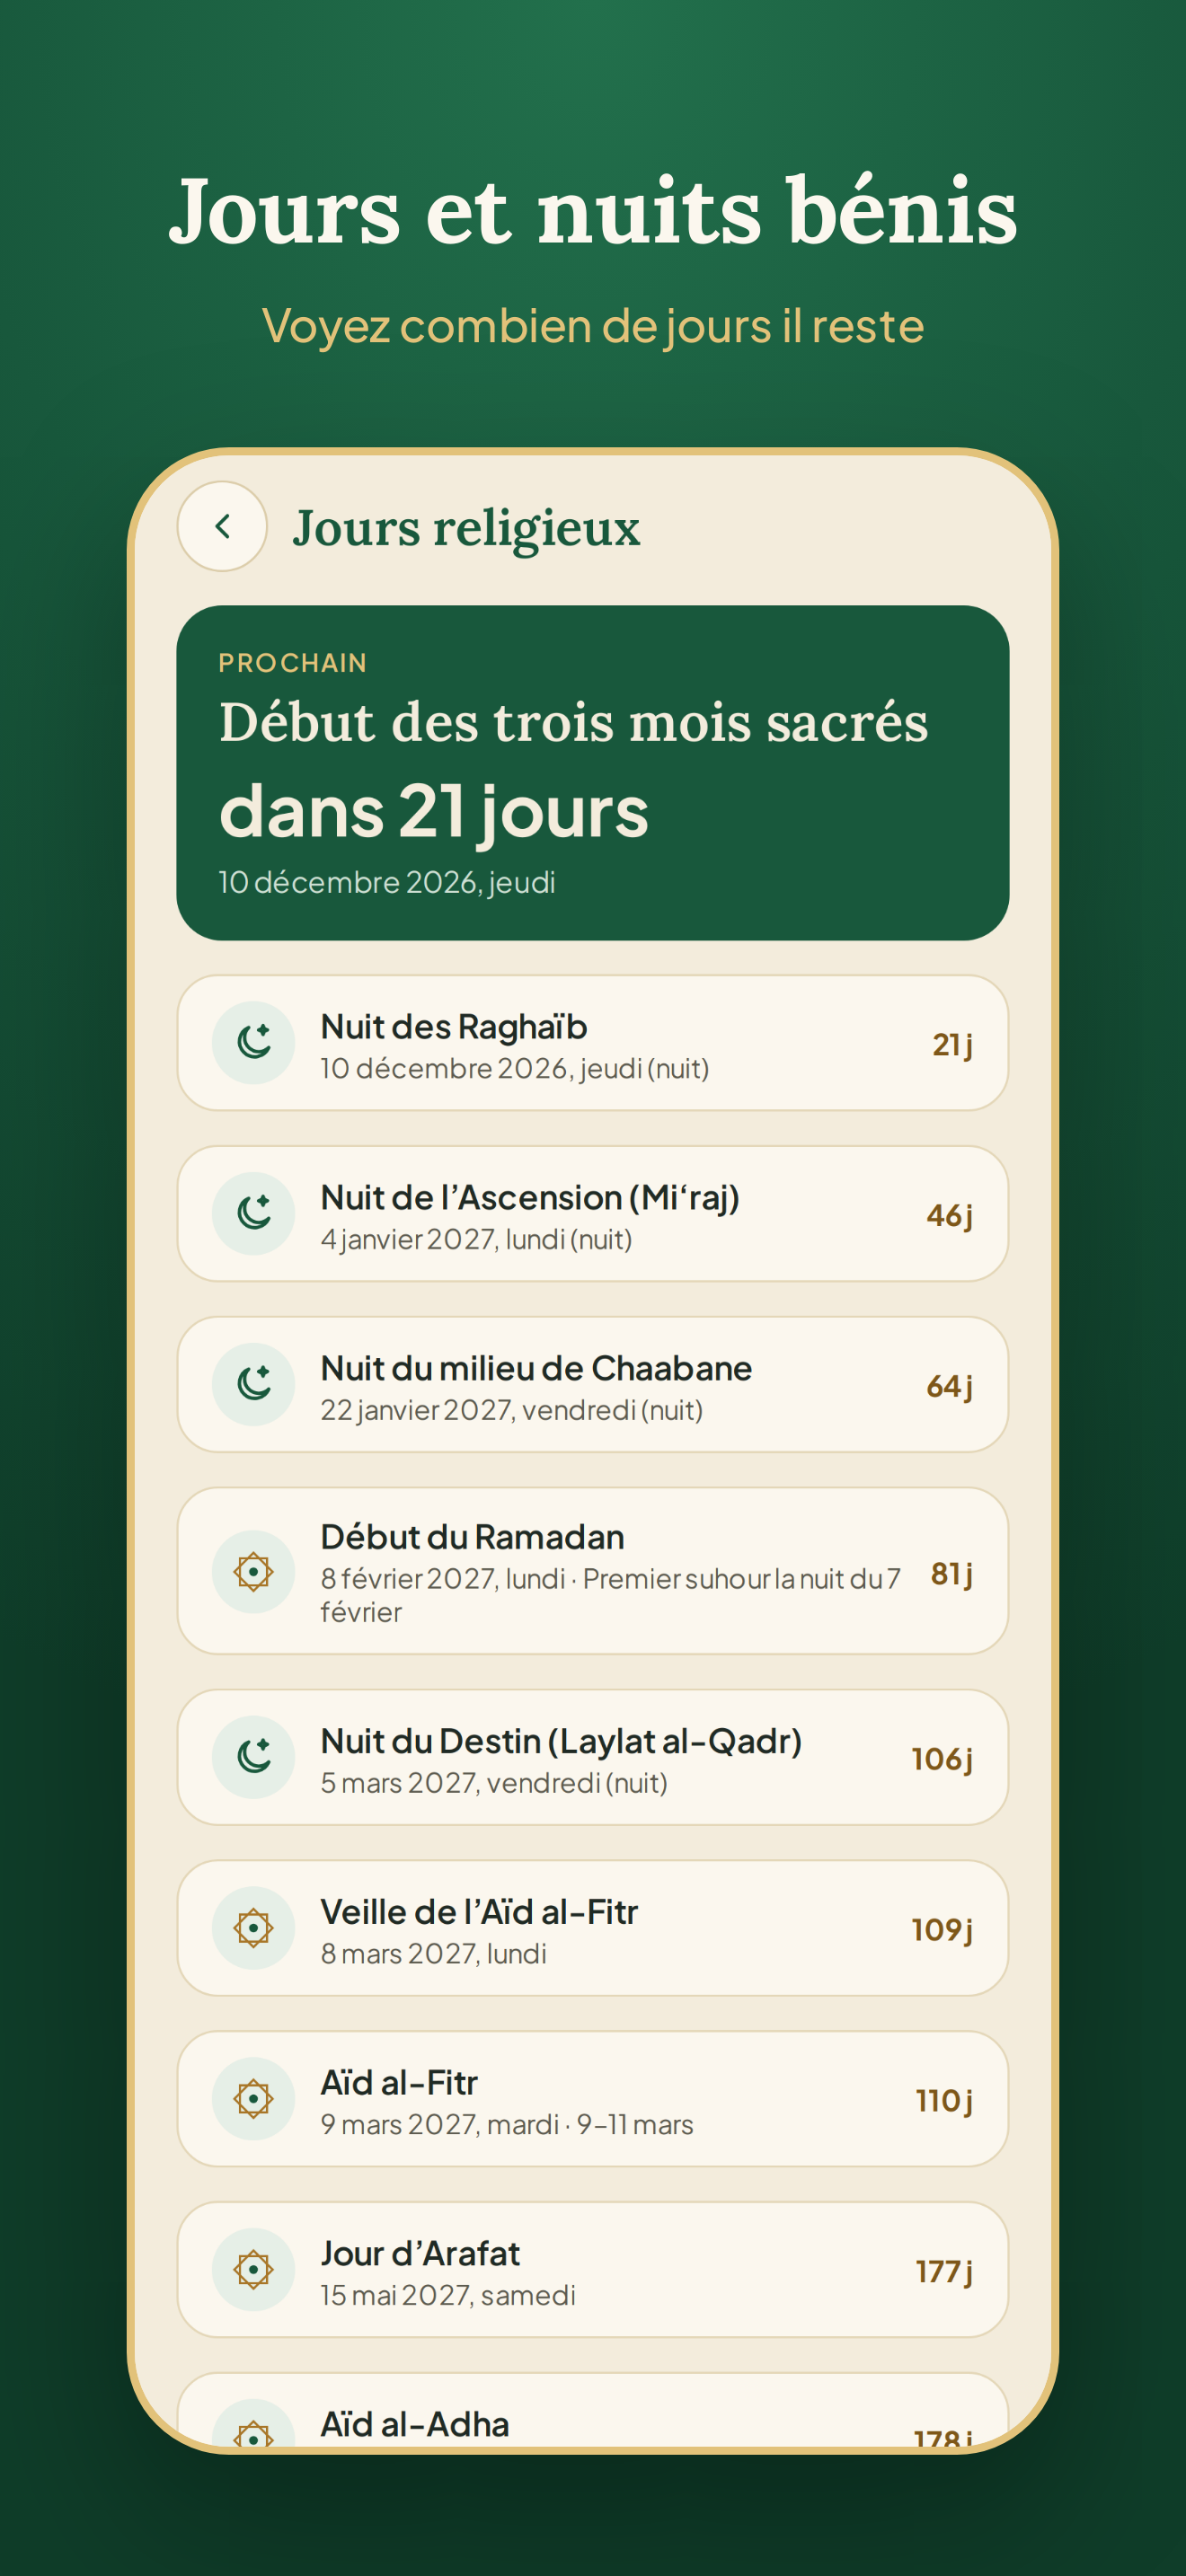 Jours et nuits bénis
Voyez combien de jours il reste
Jours religieux
PROCHAIN
Début des trois mois sacrés
dans 21 jours
10 décembre 2026, jeudi
Nuit des Raghaïb
10 décembre 2026, jeudi (nuit)
21 j
Nuit de l’Ascension (Mi‘raj)
4 janvier 2027, lundi (nuit)
46 j
Nuit du milieu de Chaabane
22 janvier 2027, vendredi (nuit)
64 j
Début du Ramadan
8 février 2027, lundi · Premier suhour la nuit du 7
février
81 j
Nuit du Destin (Laylat al-Qadr)
5 mars 2027, vendredi (nuit)
106 j
Veille de l’Aïd al-Fitr
8 mars 2027, lundi
109 j
Aïd al-Fitr
9 mars 2027, mardi · 9–11 mars
110 j
Jour d’Arafat
15 mai 2027, samedi
177 j
Aïd al-Adha
178 j